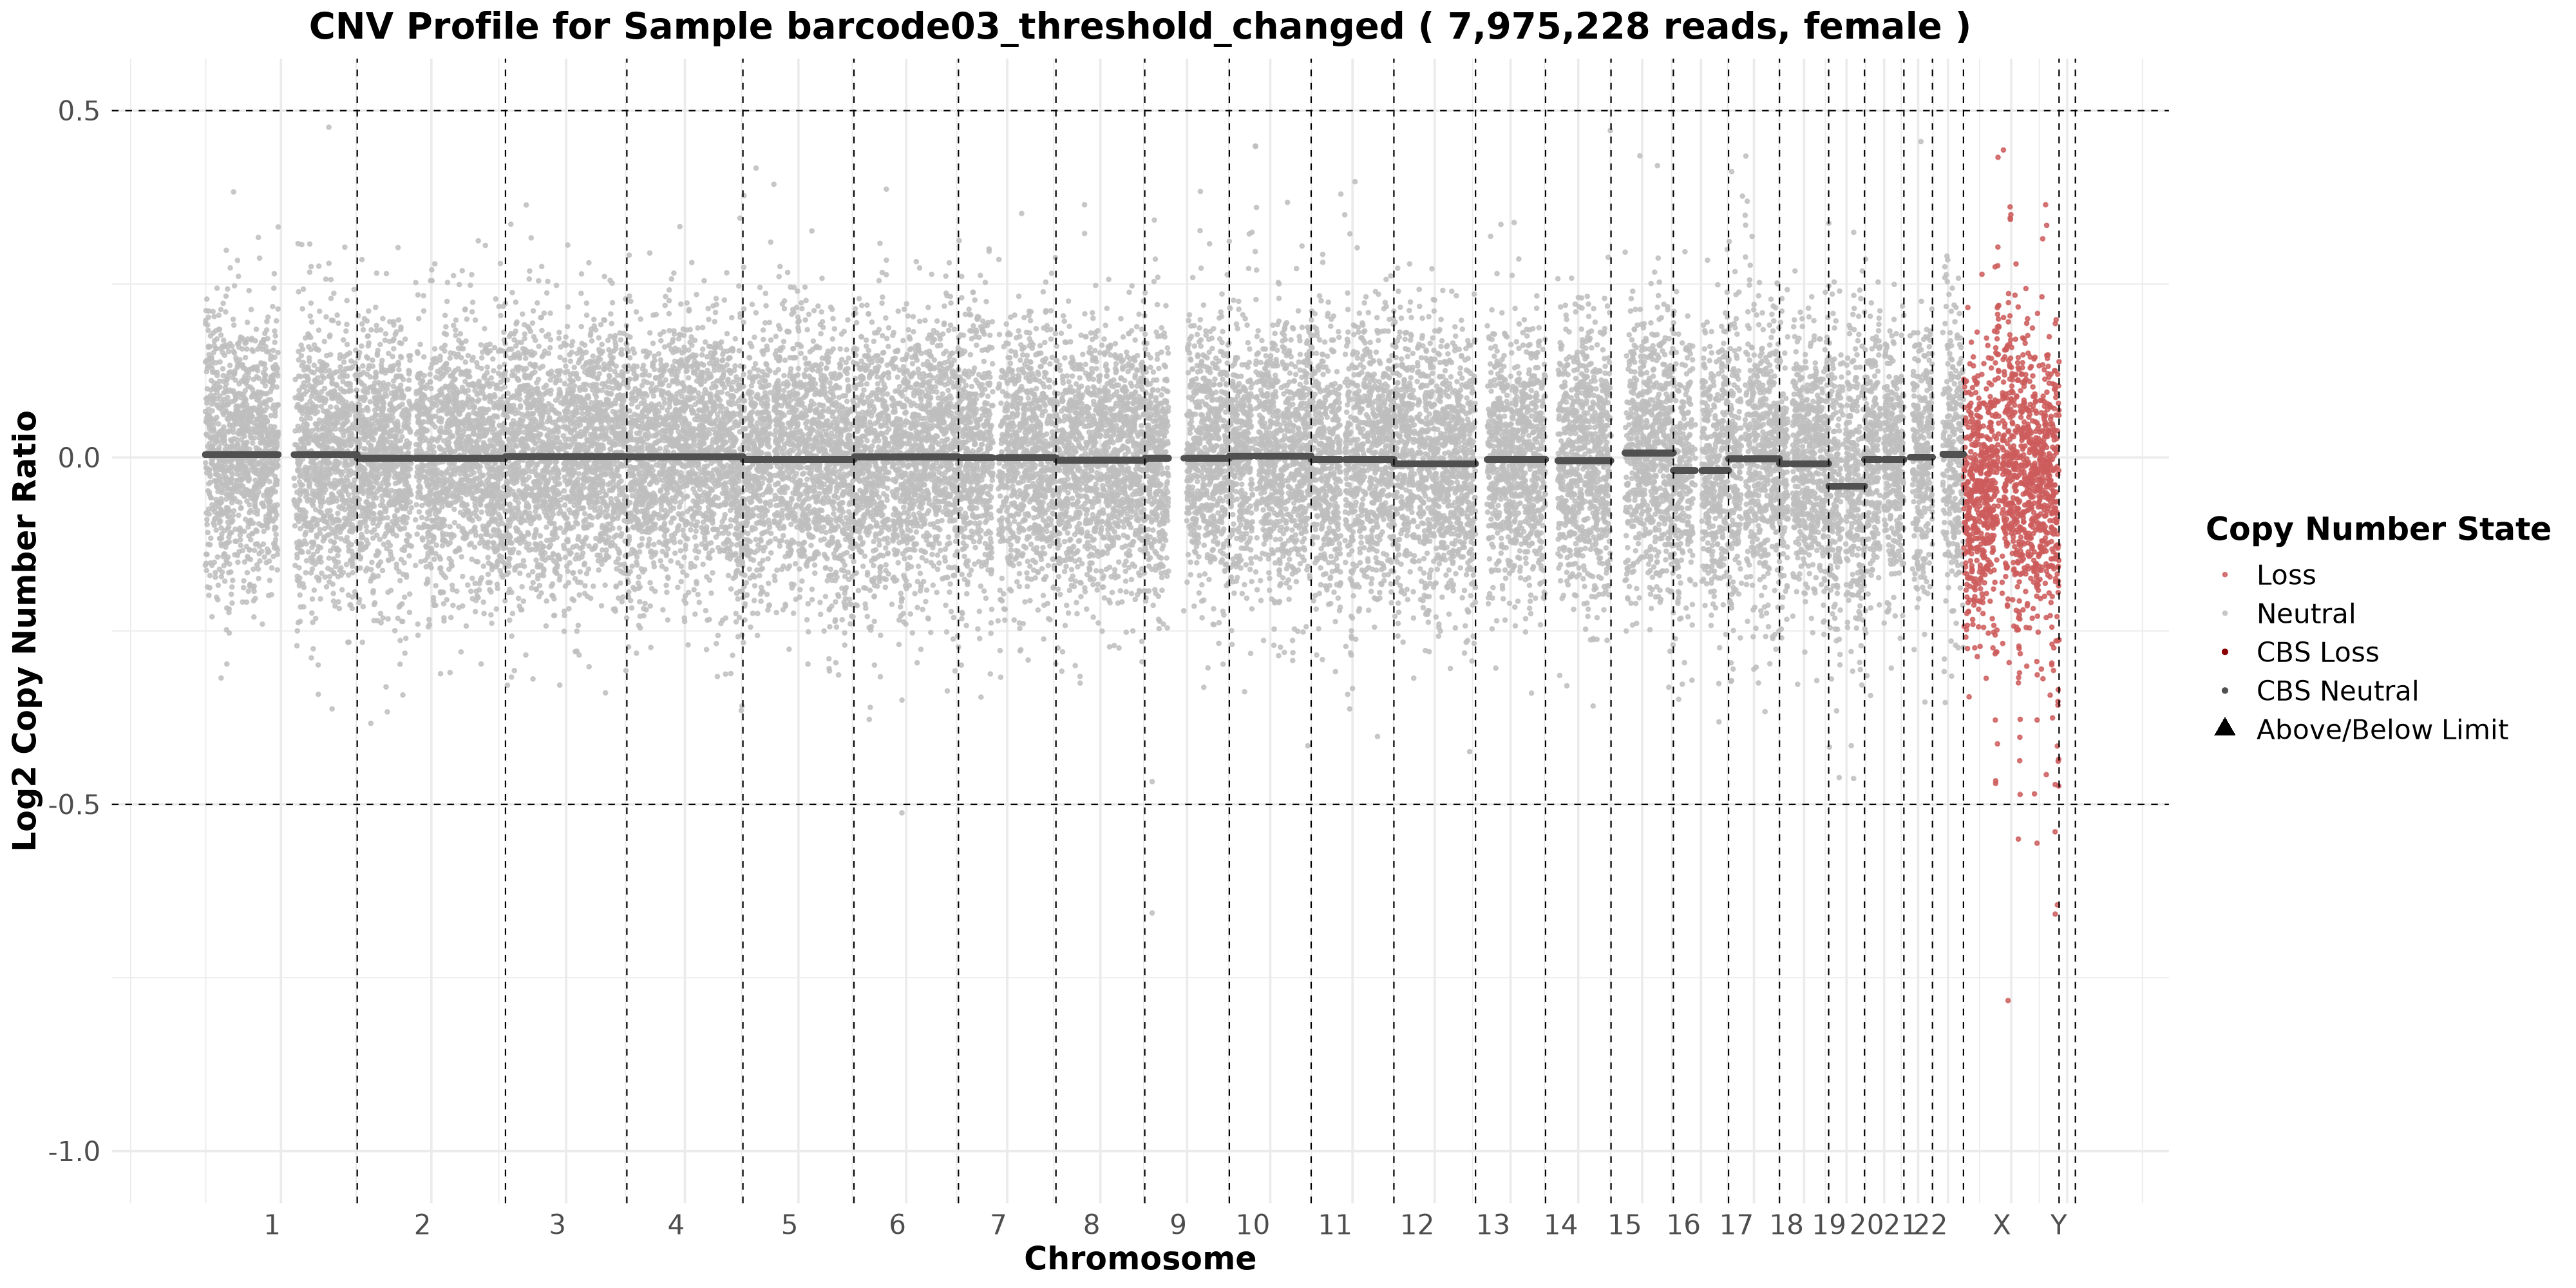 CNV Profile for Sample barcode03_threshold_changed ( 7,975,228 reads, female )
Log2 Copy Number Ratio
0.5
0.0
-0.5
-1.0
1 2 3 4 5 6 7 8 9 10 11 12 13 14 15 16 17 18 19 20 21 22 X Y
Chromosome
Copy Number State
Loss
Neutral
CBS Loss
CBS Neutral
Above/Below Limit